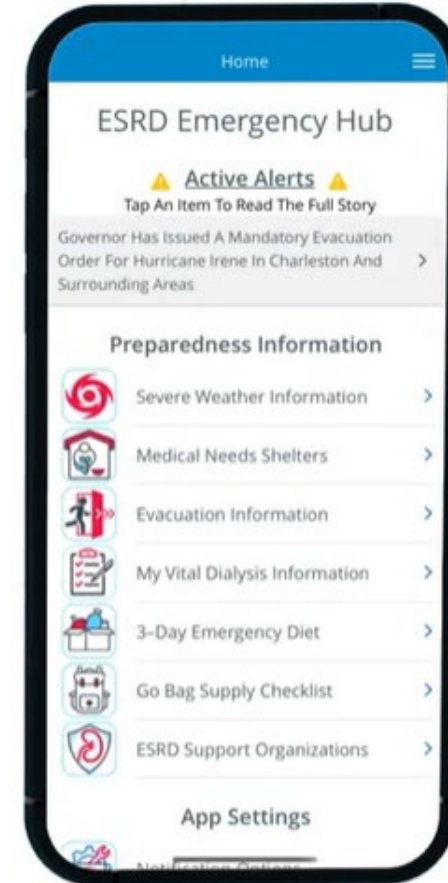 Home
ESRD Emergency Hub
Active Alerts
Tap An Item To Read The Full Story
Governor Has Issued A Mandatory Evacuation
Order For Hurricane Irene In Charleston And
Surrounding Areas
Preparedness Information
Severe Weather Information
Medical Needs Shelters
Evacuation Information
My Vital Dialysis Information
3-Day Emergency Diet
Go Bag Supply Checklist
ESRD Support Organizations
App Settings
Notification Options